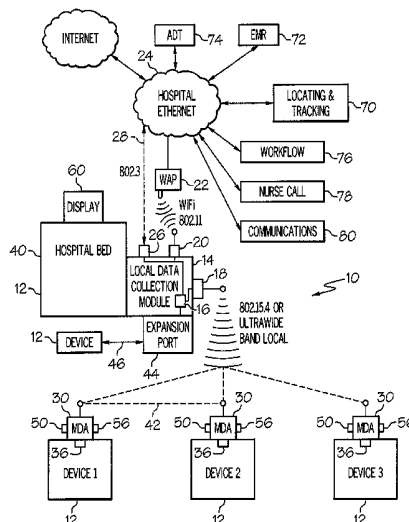 INTERNET
24
ADT
74
EMR
72
HOSPITAL
ETHERNET
LOCATING &
TRACKING
70
28
802.3
WAP
22
WORKFLOW
76
NURSE CALL
78
COMMUNICATIONS
80
60
DISPLAY
WiFi
802.11
40
HOSPITAL BED
26
20
14
18
LOCAL DATA
COLLECTION
MODULE
16
12
10
802.15.4 OR
ULTRAWIDE
BAND LOCAL
12
DEVICE
46
EXPANSION
PORT
44
30
50
MDA
56
42
30
50
MDA
56
30
50
MDA
56
36
DEVICE 1
36
DEVICE 2
36
DEVICE 3
12
12
12